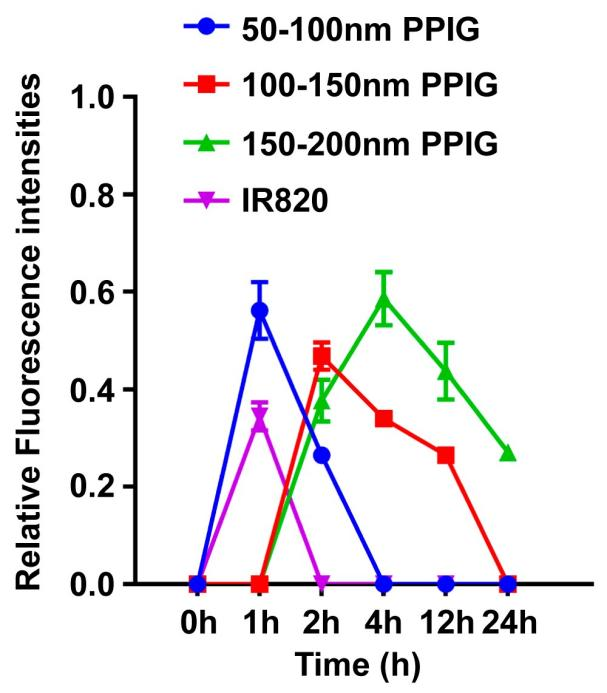 50-100nm PPIG
100-150nm PPIG
150-200nm PPIG
IR820
Relative Fluorescence intensities
1.0
0.8
0.6
0.4
0.2
0.0
0h 1h 2h 4h 12h 24h
Time (h)